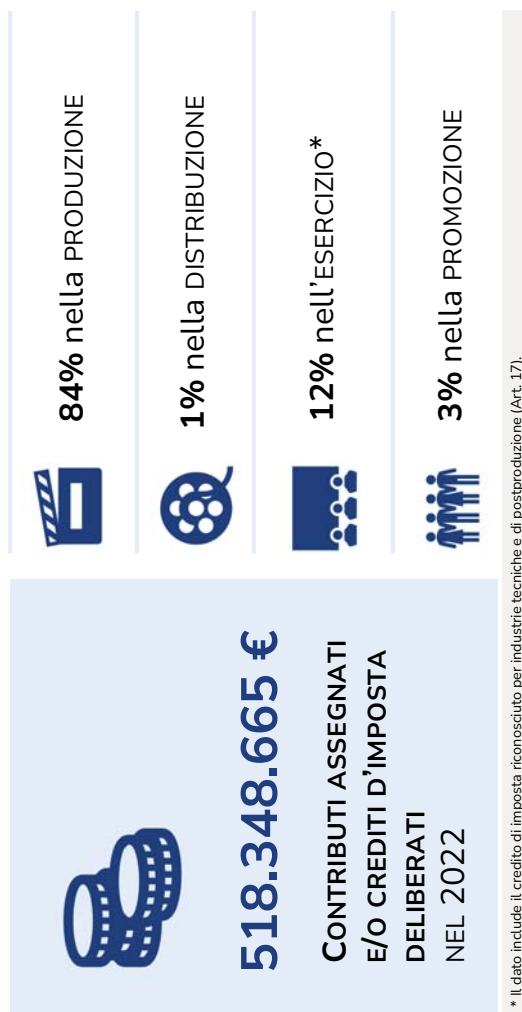 518.348.665 €
CONTRIBUTI ASSEGNATI
E/O CREDITI D'IMPOSTA
DELIBERATI
NEL 2022
84% nella PRODUZIONE
1% nella DISTRIBUZIONE
12% nell'ESERCIZIO*
3% nella PROMOZIONE
* Il dato include il credito di imposta riconosciuto per industrie tecniche e di postproduzione (Art. 17).